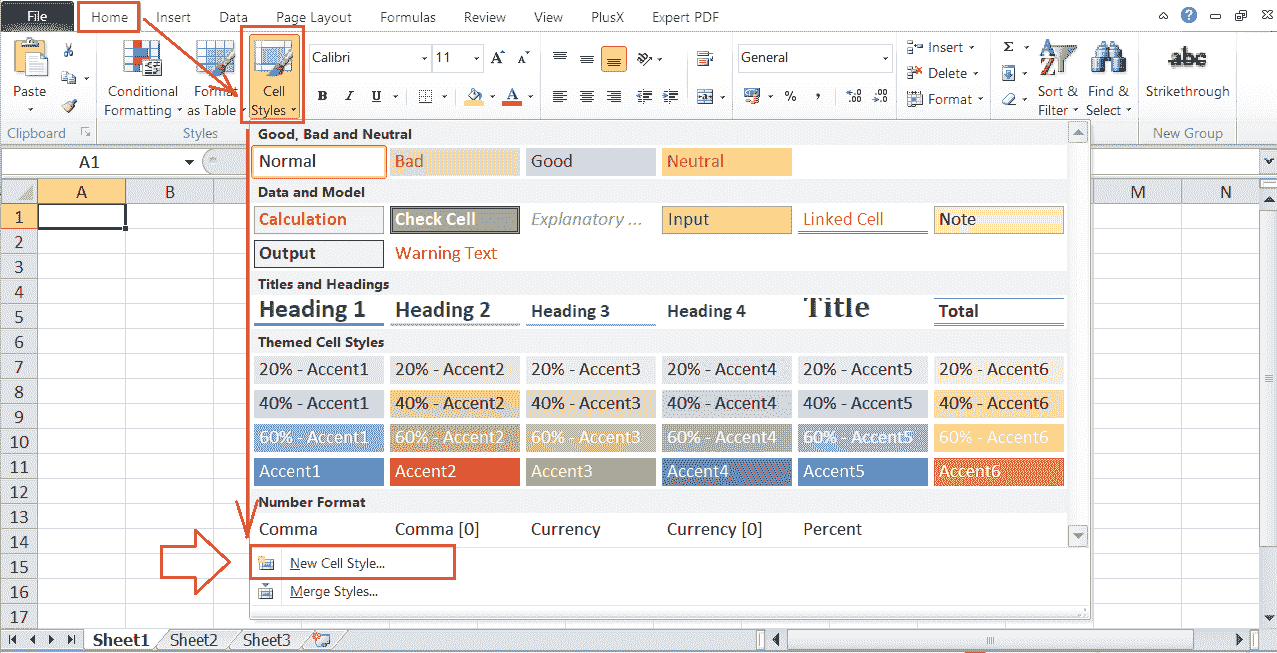 File Home Insert Data Page Layout Formulas Review View PlusX Expert PDF
Calibri 11 General Insert Σ abc
Paste Conditional Format Cell Delete Sort & Find & Strikethrough
Formatting as Table Styles B I U A % , .0 .00 .00 .0 Format Filter Select
Clipboard Styles New Group
A1
Good, Bad and Neutral
Normal Bad Good Neutral
Data and Model
Calculation Check Cell Explanatory ... Input Linked Cell Note
Output Warning Text
Titles and Headings
Heading 1 Heading 2 Heading 3 Heading 4 Title Total
Themed Cell Styles
20% - Accent1 20% - Accent2 20% - Accent3 20% - Accent4 20% - Accent5 20% - Accent6
40% - Accent1 40% - Accent2 40% - Accent3 40% - Accent4 40% - Accent5 40% - Accent6
60% - Accent1 60% - Accent2 60% - Accent3 60% - Accent4 60% - Accent5 60% - Accent6
Accent1 Accent2 Accent3 Accent4 Accent5 Accent6
Number Format
Comma Comma [0] Currency Currency [0] Percent
New Cell Style...
Merge Styles...
A B M N
1
2
3
4
5
6
7
8
9
10
11
12
13
14
15
16
17
Sheet1 Sheet2 Sheet3